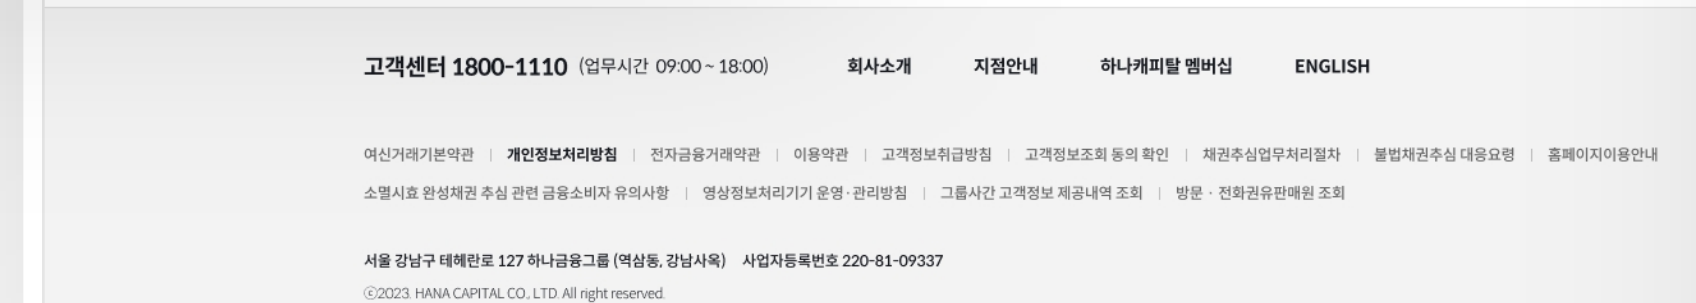 고객센터 1800-1110 (업무시간 09:00 ~ 18:00) 회사소개 지점안내 하나캐피탈 멤버십 ENGLISH
여신거래기본약관 | 개인정보처리방침 | 전자금융거래약관 | 이용약관 | 고객정보취급방침 | 고객정보조회 동의 확인 | 채권추심업무처리절차 | 불법채권추심 대응요령 | 홈페이지이용안내
소멸시효 완성채권 추심 관련 금융소비자 유의사항 | 영상정보처리기기 운영·관리방침 | 그룹사간 고객정보 제공내역 조회 | 방문 · 전화권유판매원 조회
서울 강남구 테헤란로 127 하나금융그룹 (역삼동, 강남사옥) 사업자등록번호 220-81-09337
ⓒ2023. HANA CAPITAL CO., LTD. All right reserved.